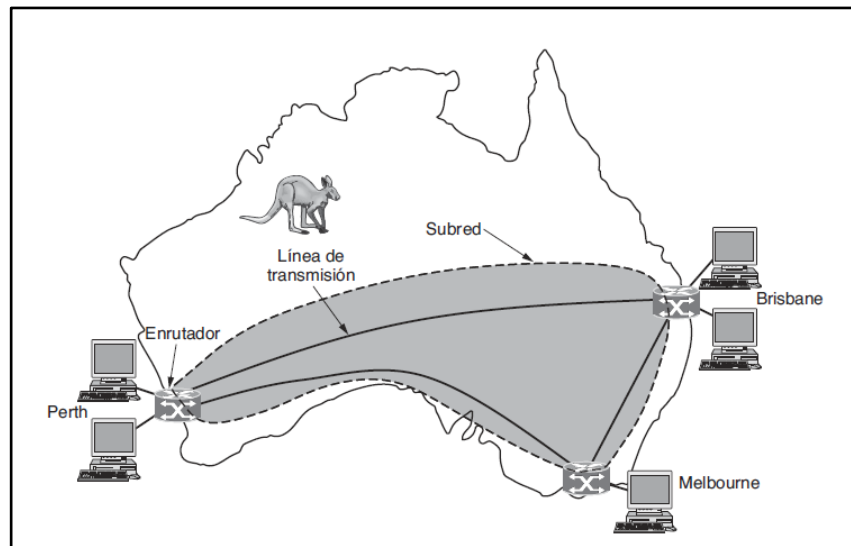 Subred
Línea de
transmisión
Brisbane
Enrutador
Perth
Melbourne